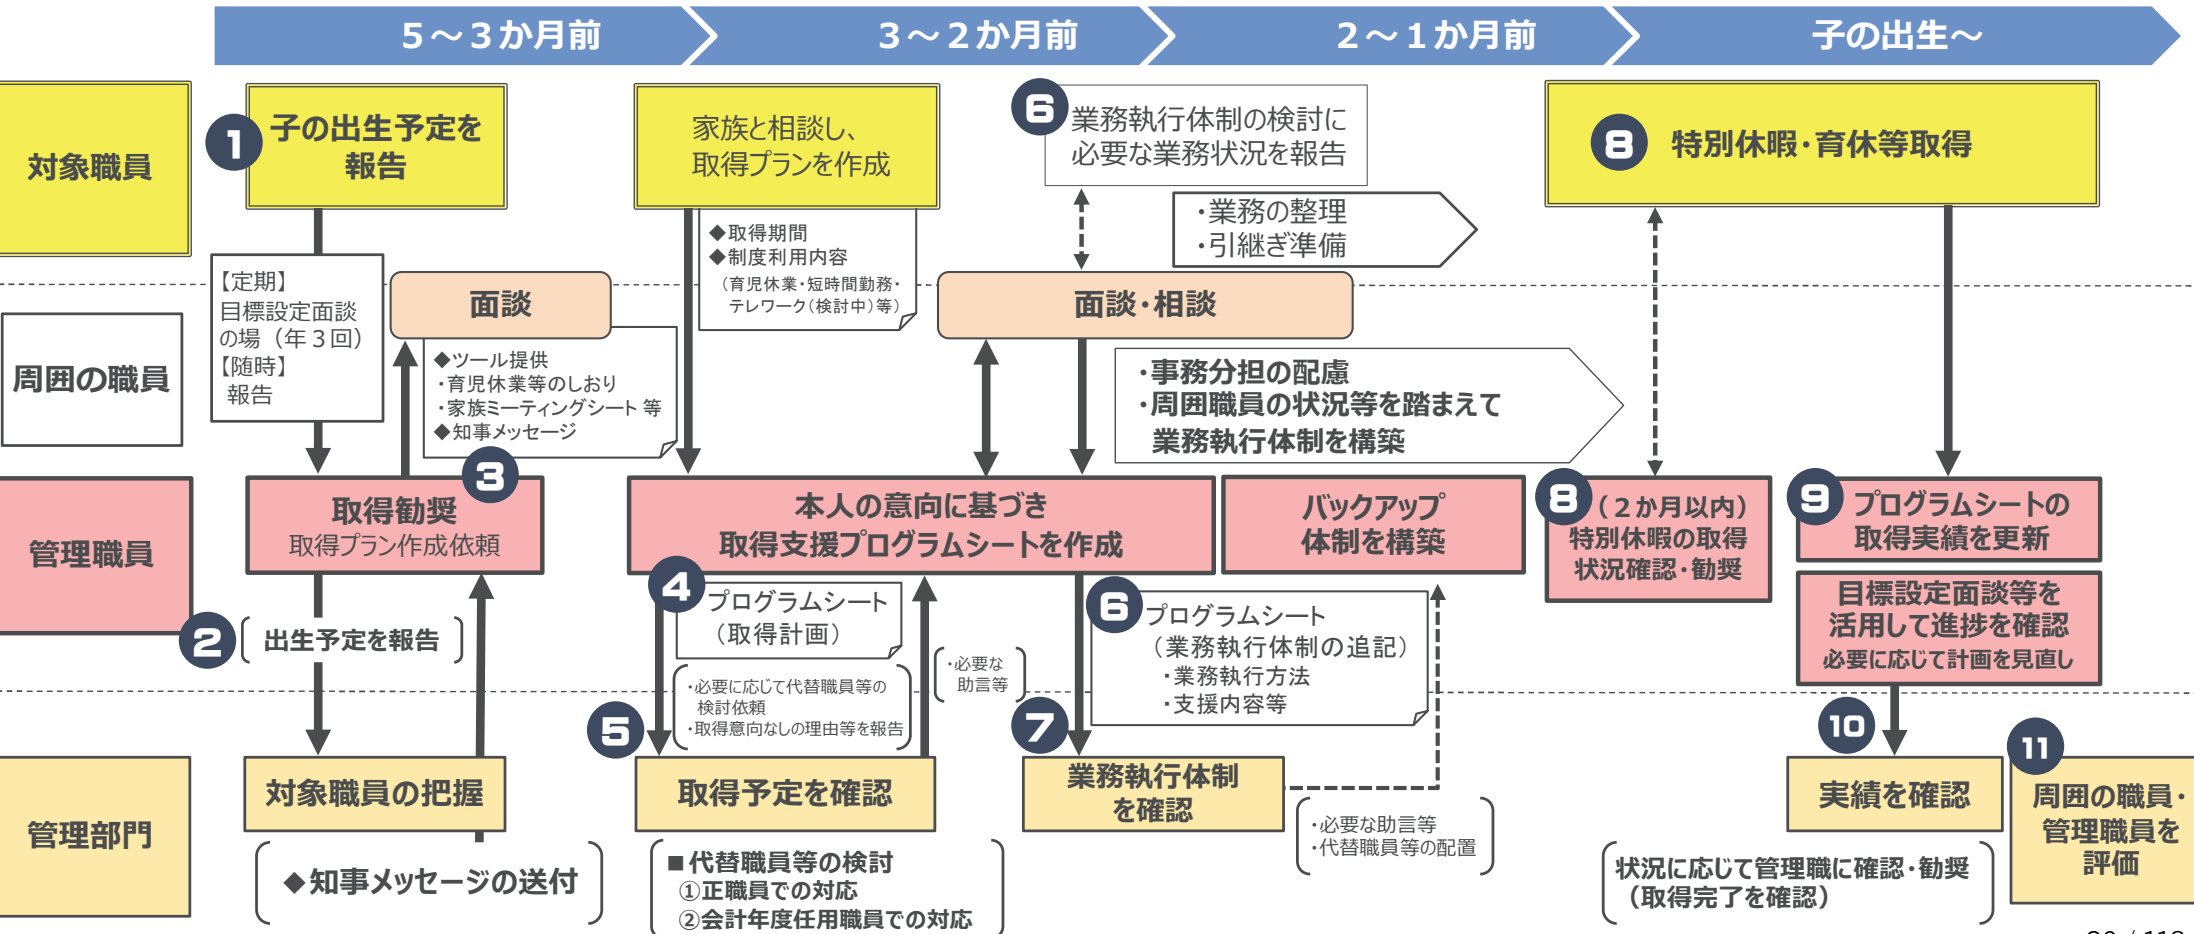 5～3か月前
3～2か月前
2～1か月前
子の出生～
対象職員
1
子の出生予定を
報告
家族と相談し、
取得プランを作成
6
業務執行体制の検討に
必要な業務状況を報告
8
特別休暇・育休等取得
・業務の整理
・引継ぎ準備
◆取得期間
◆制度利用内容
（育児休業・短時間勤務・
テレワーク（検討中）等）
周囲の職員
【定期】
目標設定面談
の場（年3回）
【随時】
報告
面談
◆ツール提供
・育児休業等のしおり
・家族ミーティングシート 等
◆知事メッセージ
面談・相談
・事務分担の配慮
・周囲職員の状況等を踏まえて
業務執行体制を構築
管理職員
3
取得勧奨
取得プラン作成依頼
本人の意向に基づき
取得支援プログラムシートを作成
バックアップ
体制を構築
8
（2か月以内）
特別休暇の取得
状況確認・勧奨
9
プログラムシートの
取得実績を更新
目標設定面談等を
活用して進捗を確認
必要に応じて計画を見直し
2
出生予定を報告
4
プログラムシート
（取得計画）
・必要に応じて代替職員等の
検討依頼
・取得意向なしの理由等を報告
・必要な
助言等
6
プログラムシート
（業務執行体制の追記）
・業務執行方法
・支援内容等
管理部門
対象職員の把握
◆知事メッセージの送付
5
取得予定を確認
■代替職員等の検討
①正職員での対応
②会計年度任用職員での対応
7
業務執行体制
を確認
・必要な助言等
・代替職員等の配置
10
実績を確認
状況に応じて管理職に確認・勧奨
（取得完了を確認）
11
周囲の職員・
管理職員を
評価